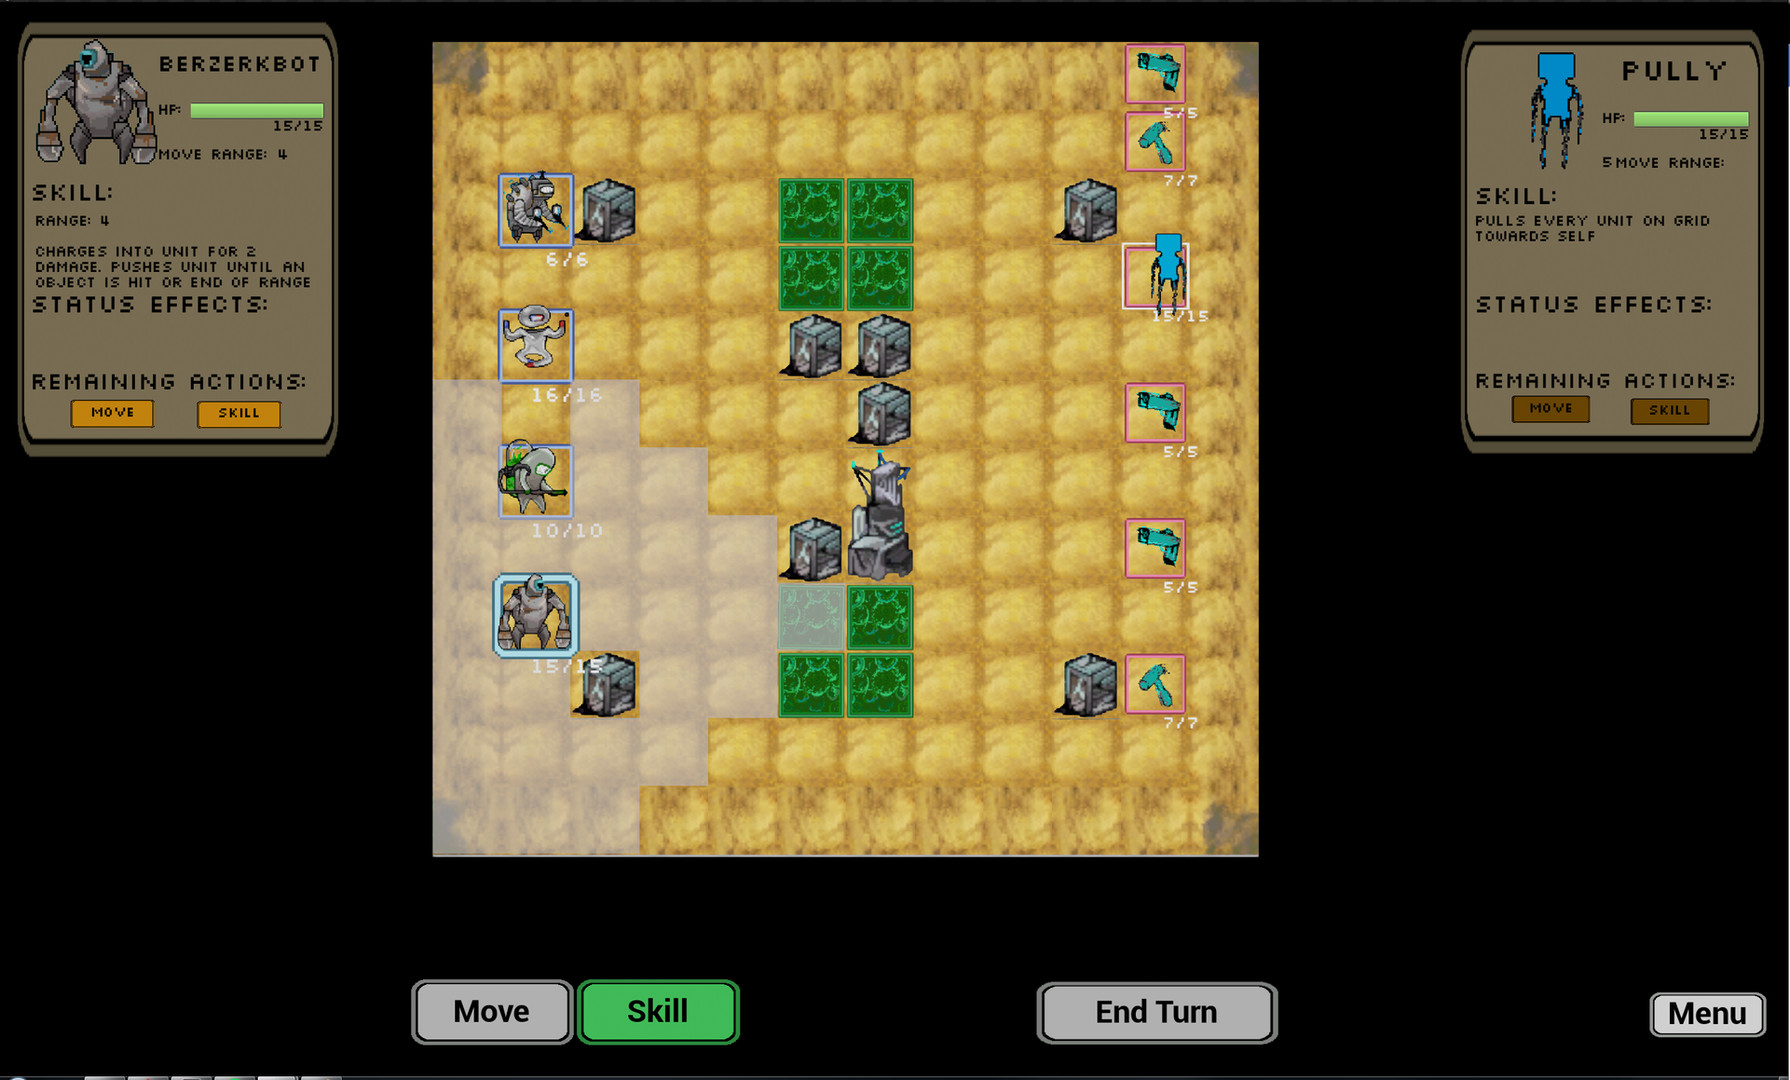 BERZERKBOT
HP:
15/15
MOVE RANGE: 4
SKILL:
RANGE: 4
CHARGES INTO UNIT FOR 2
DAMAGE. PUSHES UNIT UNTIL AN
OBJECT IS HIT OR END OF RANGE
STATUS EFFECTS:
REMAINING ACTIONS:
MOVE
SKILL
5/5
7/7
6/6
15/15
16/16
5/5
10/10
5/5
15/15
7/7
PULLY
HP:
15/15
5 MOVE RANGE:
SKILL:
PULLS EVERY UNIT ON GRID
TOWARDS SELF
STATUS EFFECTS:
REMAINING ACTIONS:
MOVE
SKILL
Move
Skill
End Turn
Menu